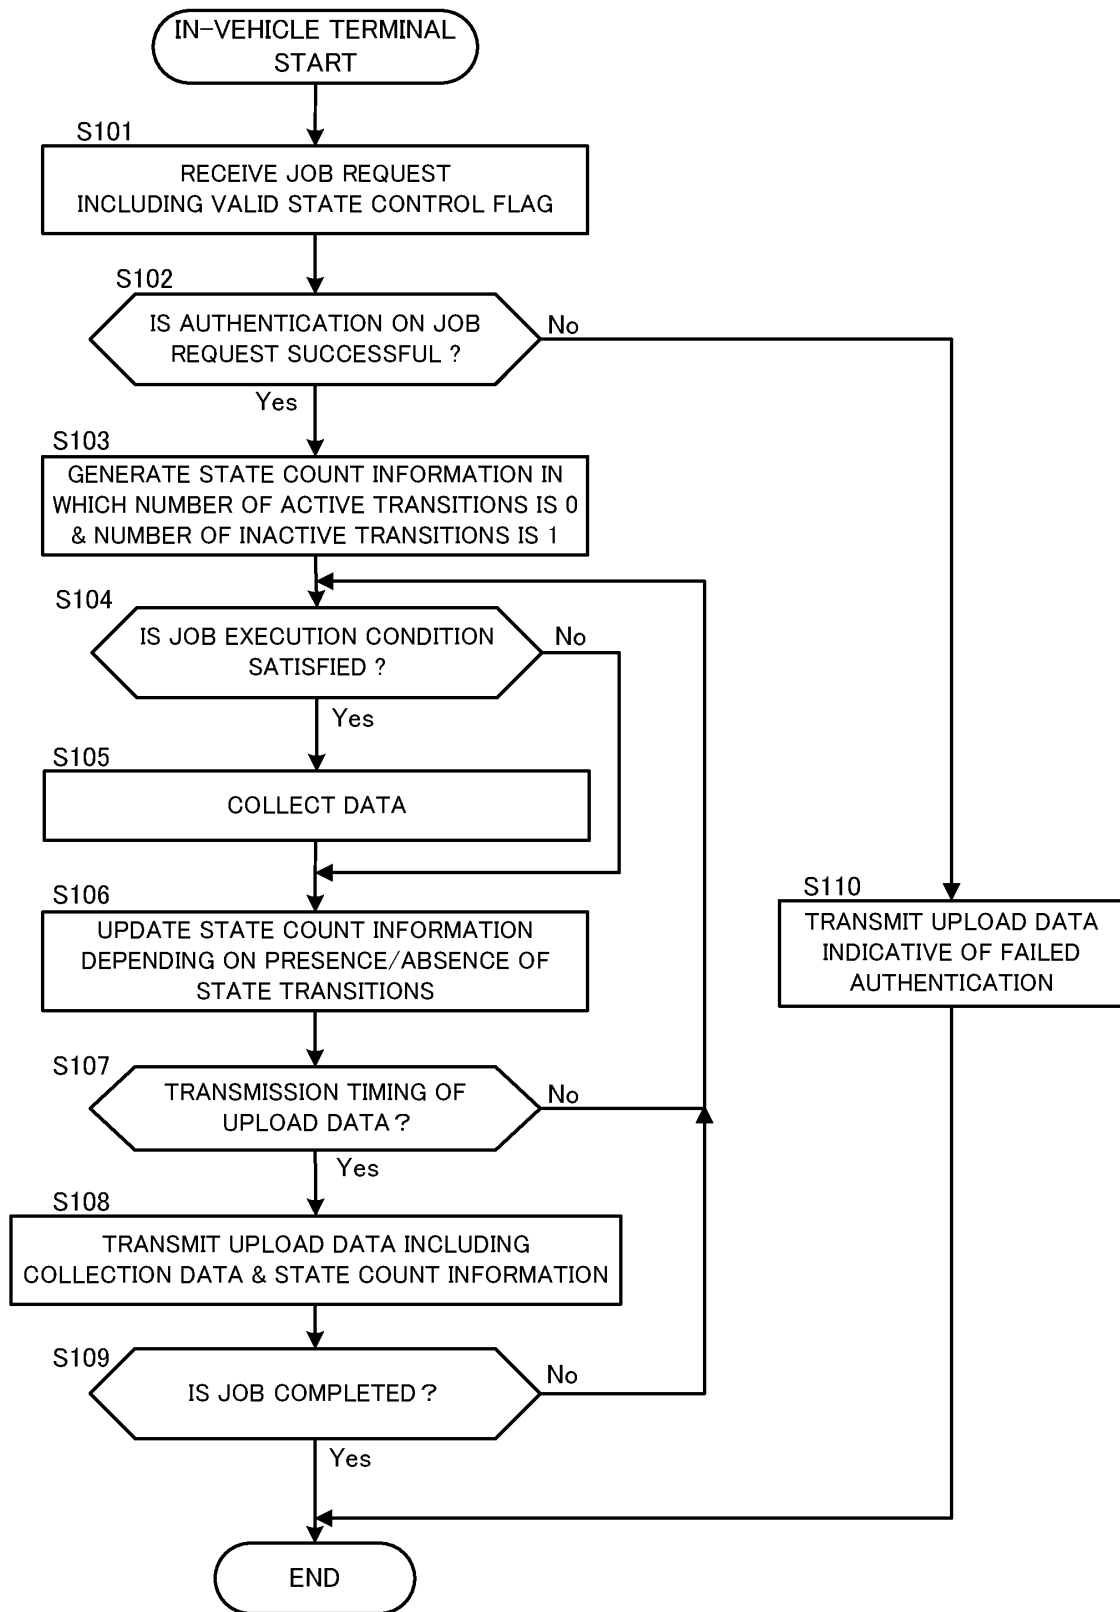 IN-VEHICLE TERMINAL
START
S101
RECEIVE JOB REQUEST
INCLUDING VALID STATE CONTROL FLAG
S102
IS AUTHENTICATION ON JOB
REQUEST SUCCESSFUL ?
No
Yes
S103
GENERATE STATE COUNT INFORMATION IN
WHICH NUMBER OF ACTIVE TRANSITIONS IS 0
& NUMBER OF INACTIVE TRANSITIONS IS 1
S104
IS JOB EXECUTION CONDITION
SATISFIED ?
No
Yes
S105
COLLECT DATA
S106
UPDATE STATE COUNT INFORMATION
DEPENDING ON PRESENCE/ABSENCE OF
STATE TRANSITIONS
S110
TRANSMIT UPLOAD DATA
INDICATIVE OF FAILED
AUTHENTICATION
S107
TRANSMISSION TIMING OF
UPLOAD DATA ?
No
Yes
S108
TRANSMIT UPLOAD DATA INCLUDING
COLLECTION DATA & STATE COUNT INFORMATION
S109
IS JOB COMPLETED ?
No
Yes
END